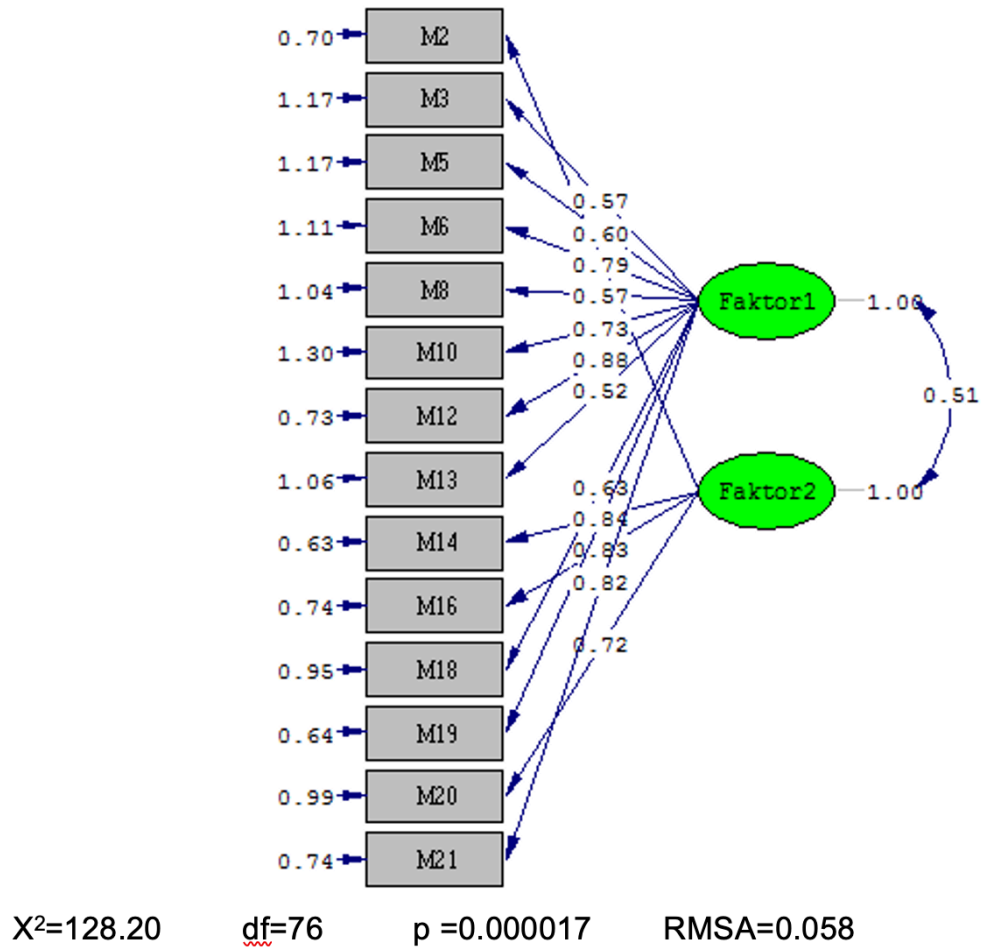 0.70 M2
1.17 M3
1.17 M5
0.57
1.11 M6
0.60
0.79
1.04 M8
0.57
Faktor1
1.00
0.73
1.30 M10
0.88
0.52
0.51
0.73 M12
1.06 M13
0.63
Faktor2
1.00
0.84
0.63 M14
0.83
0.82
0.74 M16
0.72
0.95 M18
0.64 M19
0.99 M20
0.74 M21
X²=128.20 df=76 p =0.000017 RMSA=0.058